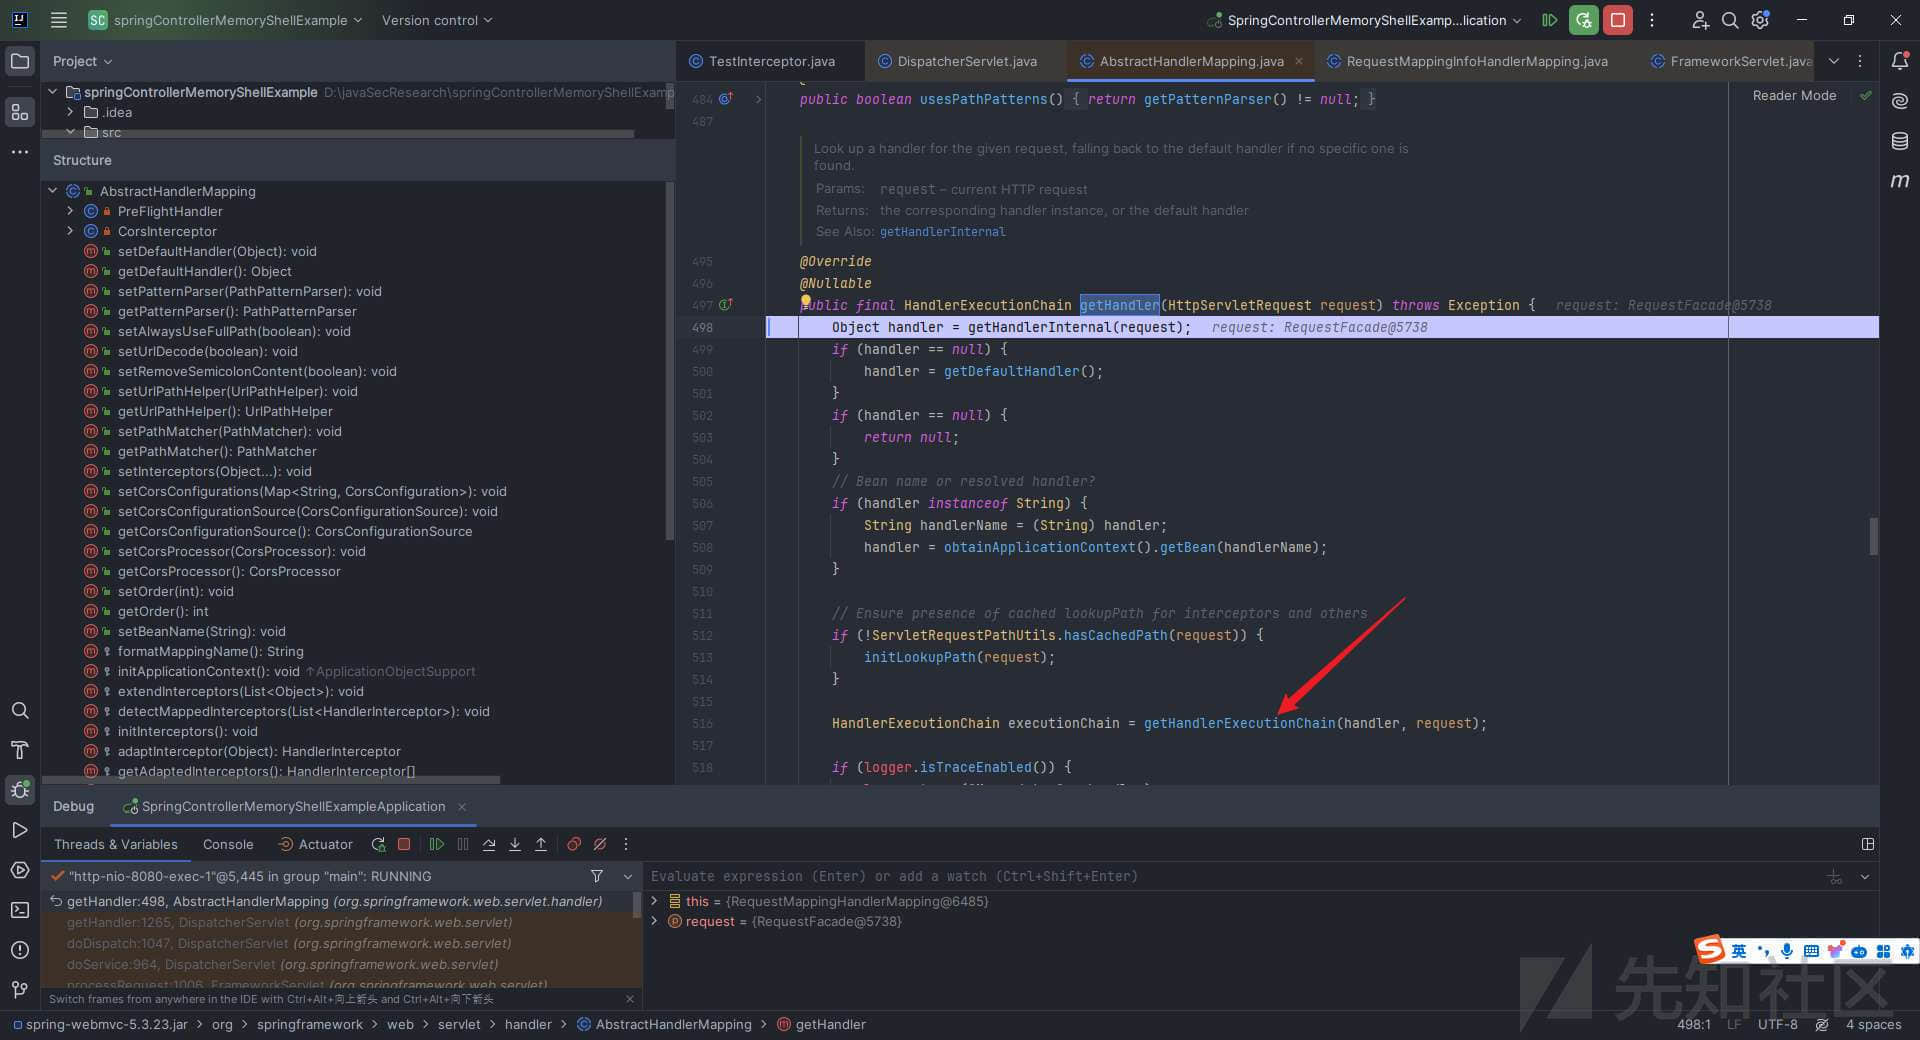 SC springControllerMemoryShellExample Version control SpringControllerMemoryShellExamp...lication
Project
springControllerMemoryShellExample D:\javaSecResearch\springControllerMemoryShellExamp
.idea
src
Structure
AbstractHandlerMapping
PreFlightHandler
CorsInterceptor
setDefaultHandler(Object): void
getDefaultHandler(): Object
setPatternParser(PathPatternParser): void
getPatternParser(): PathPatternParser
setAlwaysUseFullPath(boolean): void
setUrlDecode(boolean): void
setRemoveSemicolonContent(boolean): void
setUrlPathHelper(UrlPathHelper): void
getUrlPathHelper(): UrlPathHelper
setPathMatcher(PathMatcher): void
getPathMatcher(): PathMatcher
setInterceptors(Object...): void
setCorsConfigurations(Map<String, CorsConfiguration>): void
setCorsConfigurationSource(CorsConfigurationSource): void
getCorsConfigurationSource(): CorsConfigurationSource
setCorsProcessor(CorsProcessor): void
getCorsProcessor(): CorsProcessor
setOrder(int): void
getOrder(): int
setBeanName(String): void
formatMappingName(): String
initApplicationContext(): void ↑ApplicationObjectSupport
extendInterceptors(List<Object>): void
detectMappedInterceptors(List<HandlerInterceptor>): void
initInterceptors(): void
adaptInterceptor(Object): HandlerInterceptor
getAdaptedInterceptors(): HandlerInterceptor[]
TestInterceptor.java DispatcherServlet.java AbstractHandlerMapping.java RequestMappingInfoHandlerMapping.java FrameworkServlet.java
Reader Mode
484 public boolean usesPathPatterns() { return getPatternParser() != null; }
487
Look up a handler for the given request, falling back to the default handler if no specific one is
found.
Params: request – current HTTP request
Returns: the corresponding handler instance, or the default handler
See Also: getHandlerInternal
495 @Override
496 @Nullable
497 public final HandlerExecutionChain getHandler(HttpServletRequest request) throws Exception { request: RequestFacade@5738
498 Object handler = getHandlerInternal(request); request: RequestFacade@5738
499 if (handler == null) {
500 handler = getDefaultHandler();
501 }
502 if (handler == null) {
503 return null;
504 }
505 // Bean name or resolved handler?
506 if (handler instanceof String) {
507 String handlerName = (String) handler;
508 handler = obtainApplicationContext().getBean(handlerName);
509 }
510
511 // Ensure presence of cached lookupPath for interceptors and others
512 if (!ServletRequestPathUtils.hasCachedPath(request)) {
513 initLookupPath(request);
514 }
515
516 HandlerExecutionChain executionChain = getHandlerExecutionChain(handler, request);
517
518 if (logger.isTraceEnabled()) {
Debug SpringControllerMemoryShellExampleApplication
Threads & Variables Console Actuator
"http-nio-8080-exec-1"@5,445 in group "main": RUNNING
getHandler:498, AbstractHandlerMapping (org.springframework.web.servlet.handler)
getHandler:1265, DispatcherServlet (org.springframework.web.servlet)
doDispatch:1047, DispatcherServlet (org.springframework.web.servlet)
doService:964, DispatcherServlet (org.springframework.web.servlet)
processRequest:1006, FrameworkServlet (org.springframework.web.servlet)
Switch frames from anywhere in the IDE with Ctrl+Alt+向上箭头 and Ctrl+Alt+向下箭头
Evaluate expression (Enter) or add a watch (Ctrl+Shift+Enter)
this = {RequestMappingHandlerMapping@6485}
request = {RequestFacade@5738}
英
先知社区
spring-webmvc-5.3.23.jar org springframework web servlet handler AbstractHandlerMapping getHandler
498:1 LF UTF-8 4 spaces